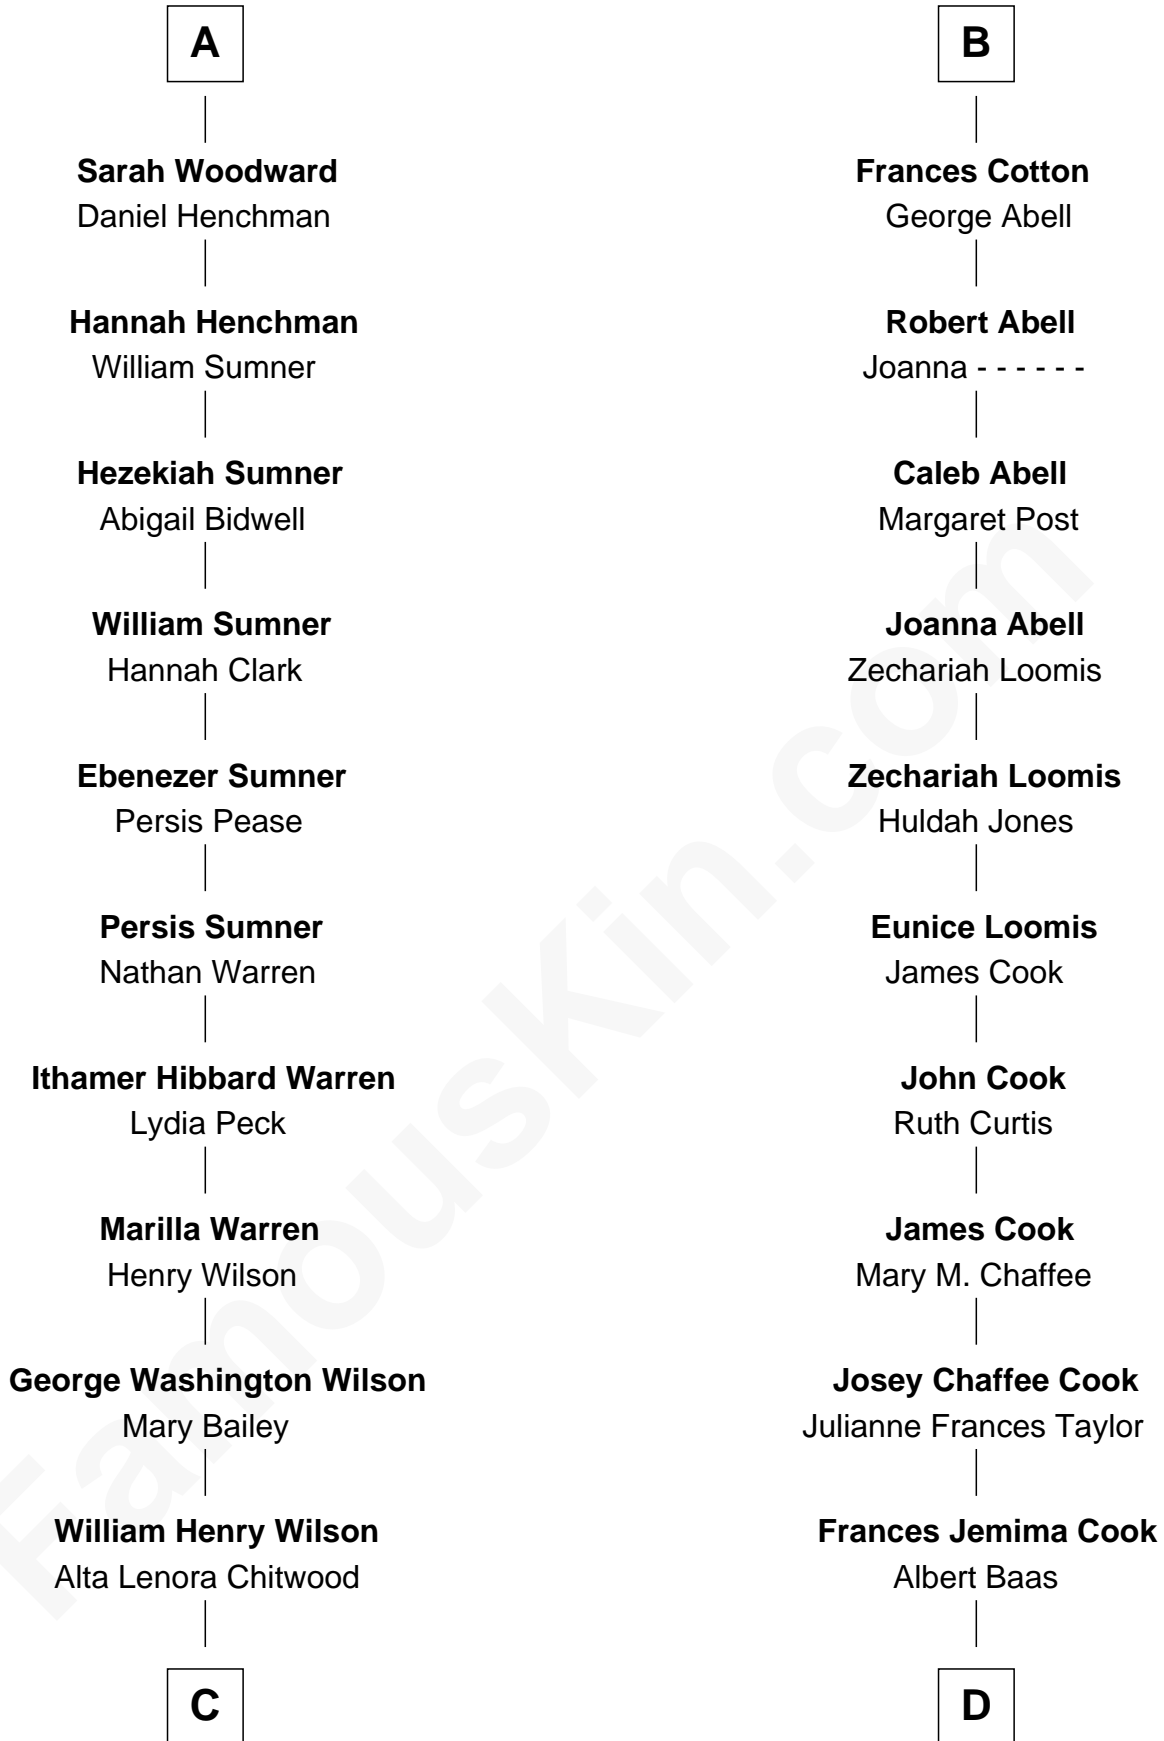 A
Sarah Woodward
Daniel Henchman
Hannah Henchman
William Sumner
Hezekiah Sumner
Abigail Bidwell
William Sumner
Hannah Clark
Ebenezer Sumner
Persis Pease
Persis Sumner
Nathan Warren
Ithamer Hibbard Warren
Lydia Peck
Marilla Warren
Henry Wilson
George Washington Wilson
Mary Bailey
William Henry Wilson
Alta Lenora Chitwood
C
B
Frances Cotton
George Abell
Robert Abell
Joanna - - - - - -
Caleb Abell
Margaret Post
Joanna Abell
Zechariah Loomis
Zechariah Loomis
Huldah Jones
Eunice Loomis
James Cook
John Cook
Ruth Curtis
James Cook
Mary M. Chaffee
Josey Chaffee Cook
Julianne Frances Taylor
Frances Jemima Cook
Albert Baas
D
FamousKin.com